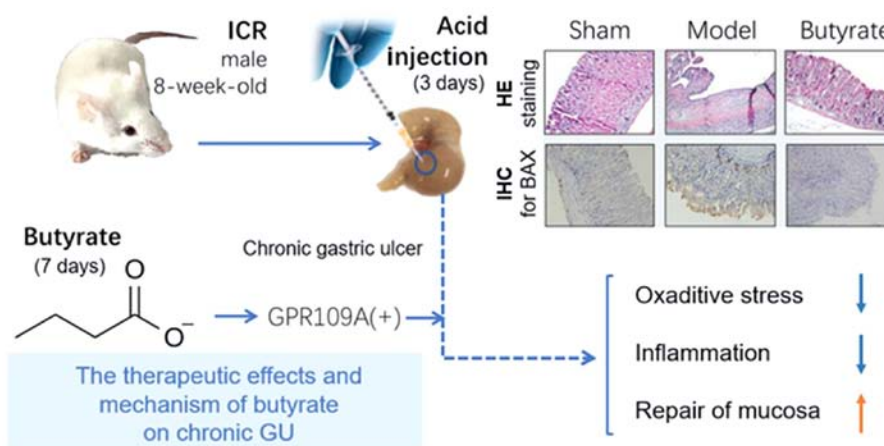 ICR
male
8-week-old
Acid
injection
(3 days)
Sham Model Butyrate
HE
staining
IHC
for BAX
Chronic gastric ulcer
Butyrate
(7 days)
O
O−
GPR109A(+)
The therapeutic effects and
mechanism of butyrate
on chronic GU
Oxaditive stress
Inflammation
Repair of mucosa